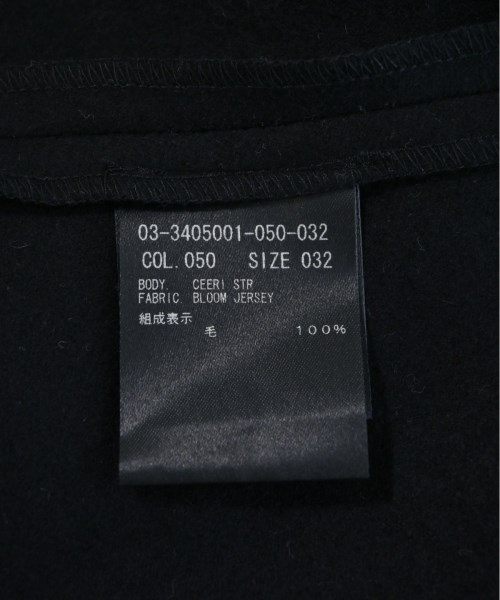 03-3405001-050-032
COL.050 SIZE 032
BODY. CEERI STR
FABRIC. BLOOM JERSEY
組成表示
毛 100%